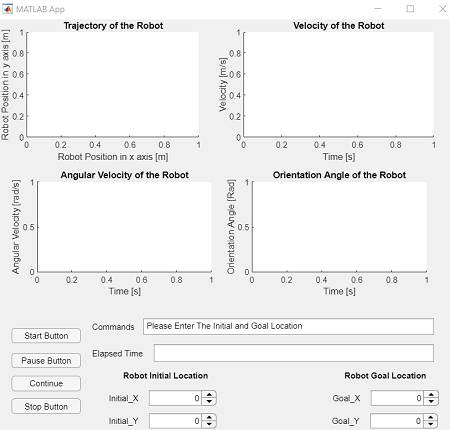 MATLAB App
Trajectory of the Robot
Robot Position in y axis [m]
1
0.8
0.6
0.4
0.2
0
0 0.2 0.4 0.6 0.8 1
Robot Position in x axis [m]
Velocity of the Robot
Velocity [m/s]
1
0.8
0.6
0.4
0.2
0
0 0.2 0.4 0.6 0.8 1
Time [s]
Angular Velocity of the Robot
Angular Velocity [rad/s]
1
0.5
0
0 0.2 0.4 0.6 0.8 1
Time [s]
Orientation Angle of the Robot
Orientation Angle [Rad]
1
0.5
0
0 0.2 0.4 0.6 0.8 1
Time [s]
Start Button
Pause Button
Continue
Stop Button
Commands Please Enter The Initial and Goal Location
Elapsed Time
Robot Initial Location
Initial_X 0
Initial_Y 0
Robot Goal Location
Goal_X 0
Goal_Y 0